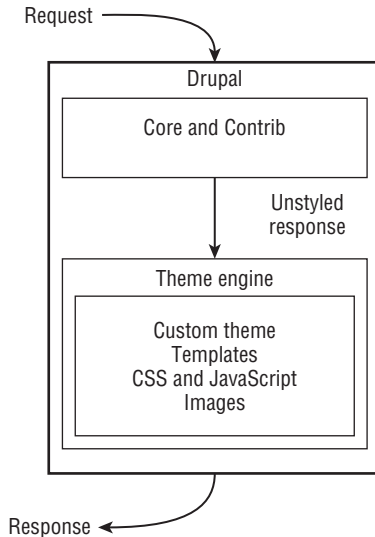 Request
Drupal
Core and Contrib
Unstyled
response
Theme engine
Custom theme
Templates
CSS and JavaScript
Images
Response